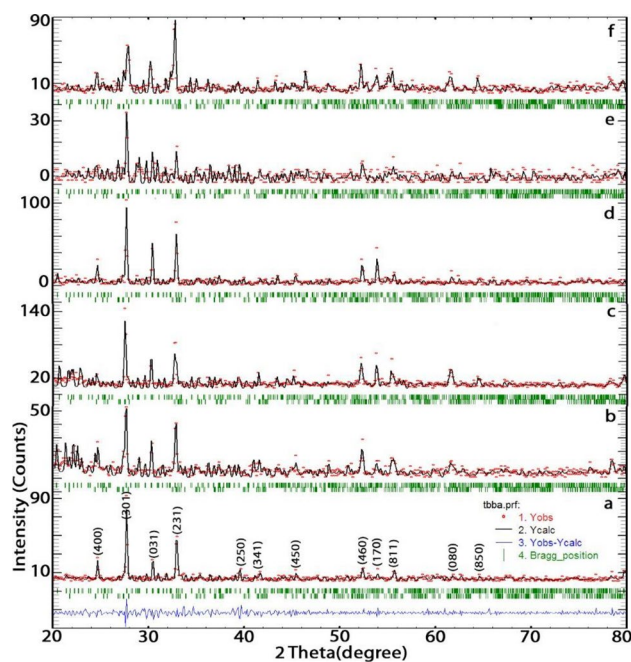 90
f
10
30
e
0
100
d
0
140
c
20
50
b
Intensity (Counts)
90
a
tbba.prf:
1. Yobs
2. Ycalc
3. Yobs-Ycalc
4. Bragg_position
(400)
(301)
(031)
(231)
(250)
(341)
(450)
(460)
(170)
(811)
(080)
(850)
10
20 30 40 50 60 70 80
2 Theta(degree)